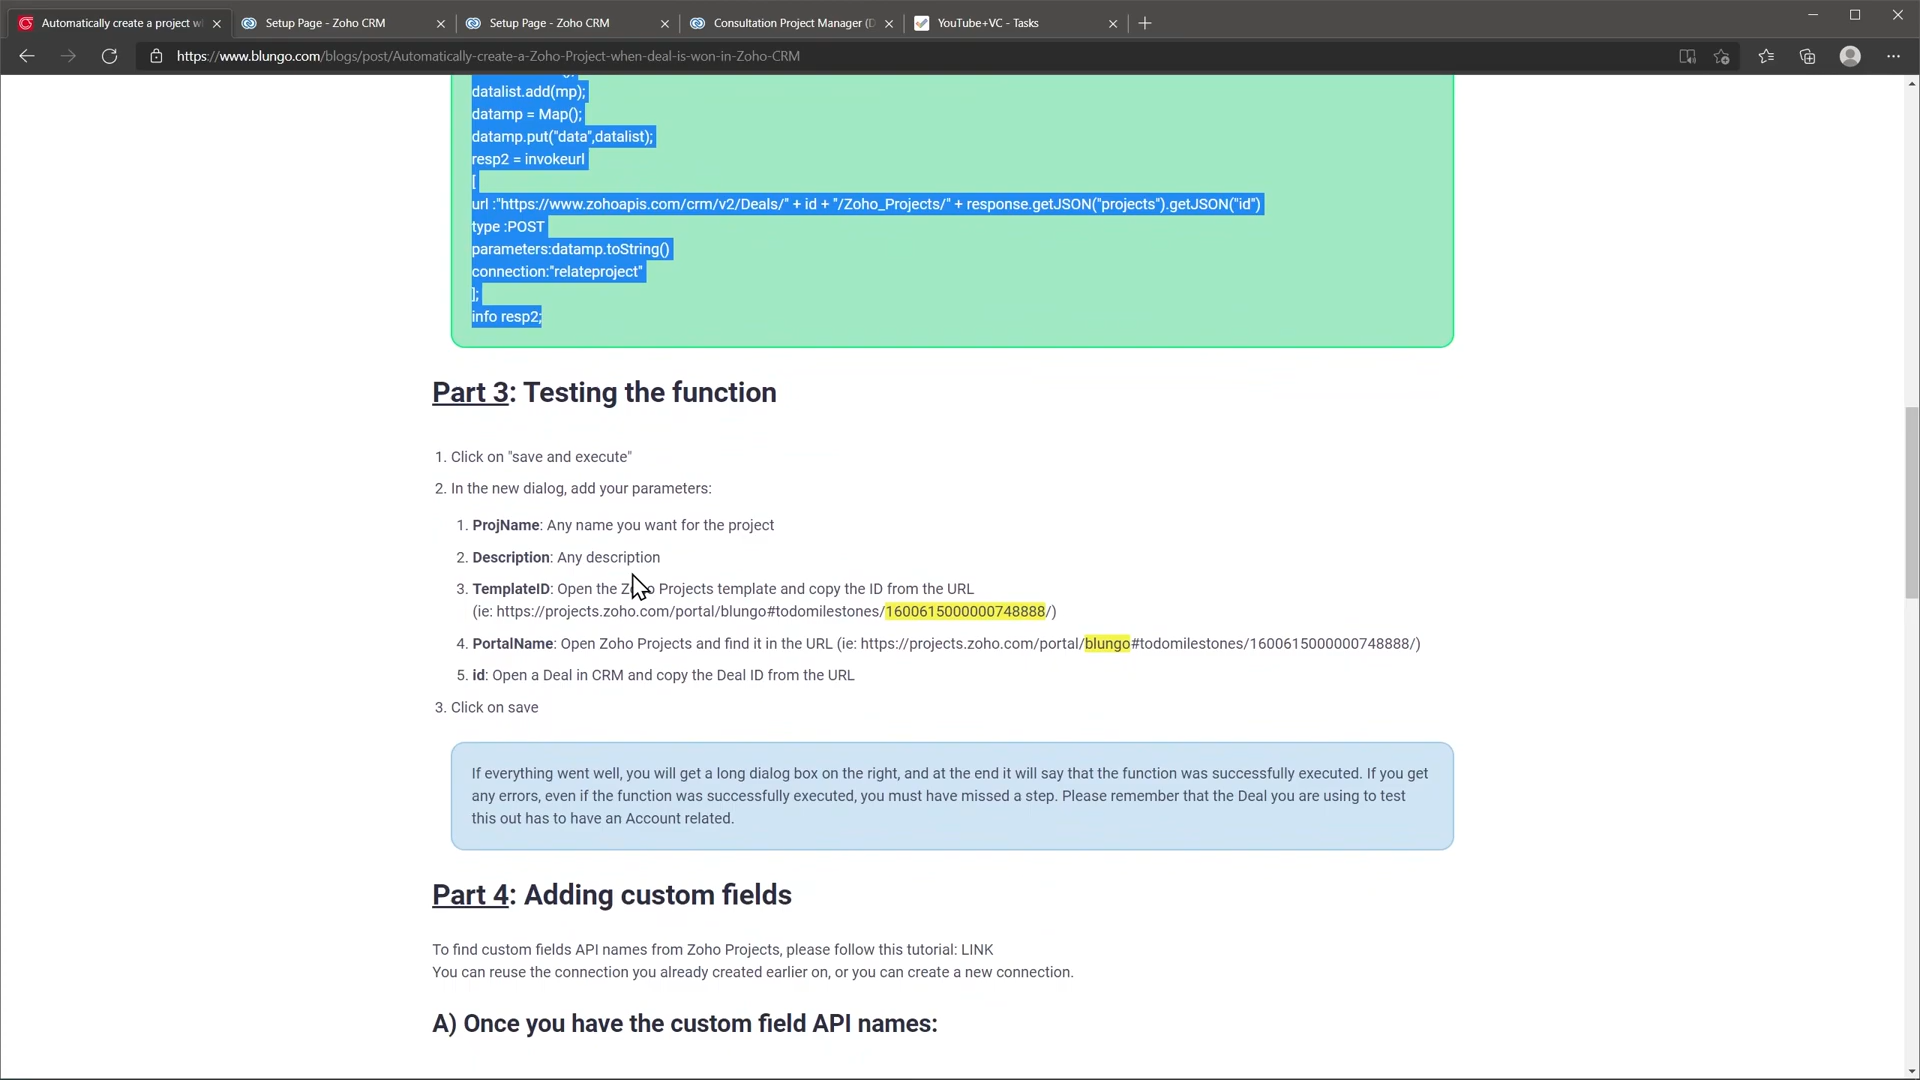 Automatically create a project w
Setup Page - Zoho CRM
Setup Page - Zoho CRM
Consultation Project Manager (D
YouTube+VC - Tasks
https://www.blungo.com/blogs/post/Automatically-create-a-Zoho-Project-when-deal-is-won-in-Zoho-CRM
datalist.add(mp);
datamp = Map();
datamp.put("data",datalist);
resp2 = invokeurl
[
url :"https://www.zohoapis.com/crm/v2/Deals/" + id + "/Zoho_Projects/" + response.getJSON("projects").getJSON("id")
type :POST
parameters:datamp.toString()
connection:"relateproject"
];
info resp2;
Part 3: Testing the function
1. Click on "save and execute"
2. In the new dialog, add your parameters:
1. ProjName: Any name you want for the project
2. Description: Any description
3. TemplateID: Open the Zoho Projects template and copy the ID from the URL
(ie: https://projects.zoho.com/portal/blungo#todomilestones/1600615000000748888/)
4. PortalName: Open Zoho Projects and find it in the URL (ie: https://projects.zoho.com/portal/blungo#todomilestones/1600615000000748888/)
5. id: Open a Deal in CRM and copy the Deal ID from the URL
3. Click on save
If everything went well, you will get a long dialog box on the right, and at the end it will say that the function was successfully executed. If you get
any errors, even if the function was successfully executed, you must have missed a step. Please remember that the Deal you are using to test
this out has to have an Account related.
Part 4: Adding custom fields
To find custom fields API names from Zoho Projects, please follow this tutorial: LINK
You can reuse the connection you already created earlier on, or you can create a new connection.
A) Once you have the custom field API names: